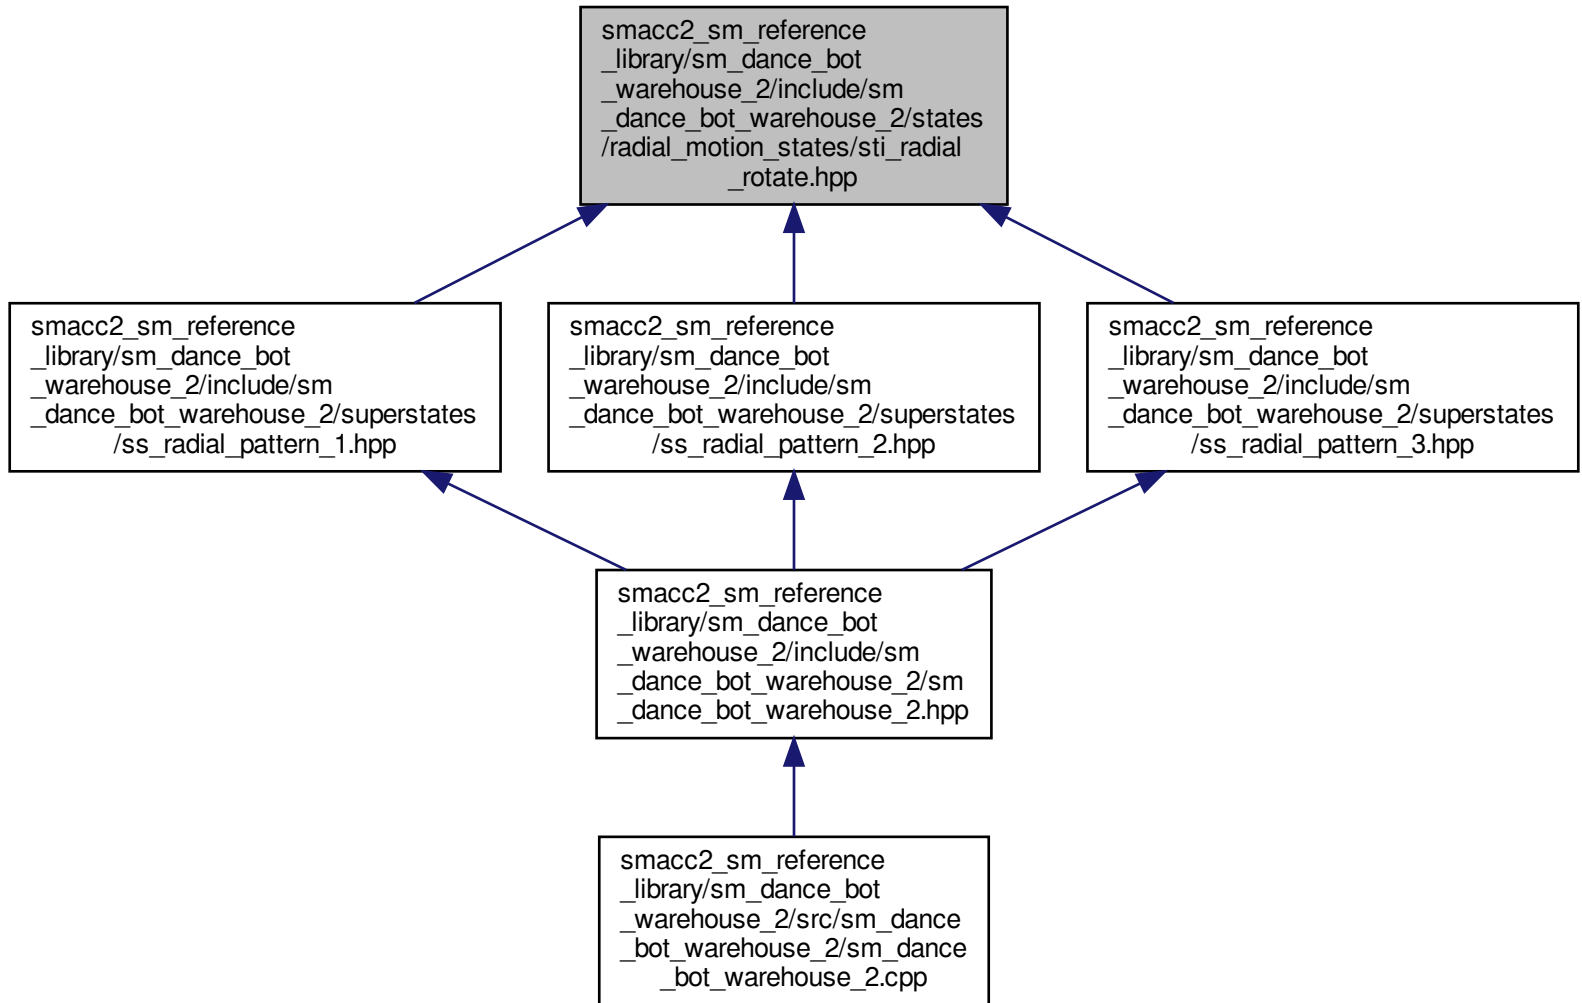 smacc2_sm_reference
_library/sm_dance_bot
_warehouse_2/include/sm
_dance_bot_warehouse_2/states
/radial_motion_states/sti_radial
_rotate.hpp
smacc2_sm_reference
_library/sm_dance_bot
_warehouse_2/include/sm
_dance_bot_warehouse_2/superstates
/ss_radial_pattern_1.hpp
smacc2_sm_reference
_library/sm_dance_bot
_warehouse_2/include/sm
_dance_bot_warehouse_2/superstates
/ss_radial_pattern_2.hpp
smacc2_sm_reference
_library/sm_dance_bot
_warehouse_2/include/sm
_dance_bot_warehouse_2/superstates
/ss_radial_pattern_3.hpp
smacc2_sm_reference
_library/sm_dance_bot
_warehouse_2/include/sm
_dance_bot_warehouse_2/sm
_dance_bot_warehouse_2.hpp
smacc2_sm_reference
_library/sm_dance_bot
_warehouse_2/src/sm_dance
_bot_warehouse_2/sm_dance
_bot_warehouse_2.cpp